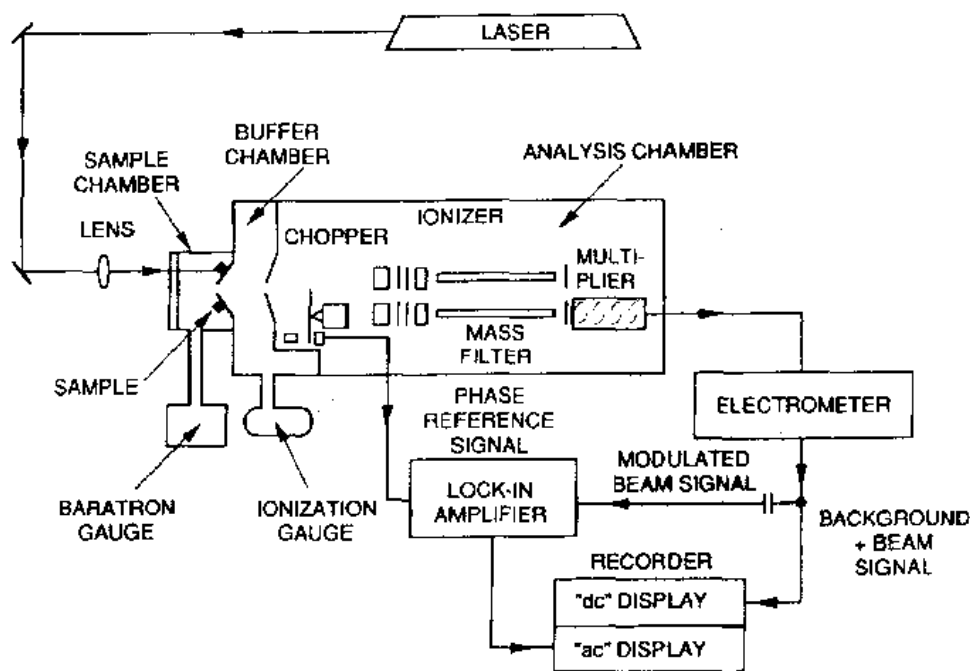 LASER
BUFFER
CHAMBER
SAMPLE
CHAMBER
ANALYSIS CHAMBER
LENS
IONIZER
CHOPPER
MULTI-
PLIER
MASS
FILTER
SAMPLE
PHASE
REFERENCE
SIGNAL
ELECTROMETER
MODULATED
BEAM SIGNAL
LOCK-IN
AMPLIFIER
BARATRON
GAUGE
IONIZATION
GAUGE
BACKGROUND
+ BEAM
SIGNAL
RECORDER
"dc" DISPLAY
"ac" DISPLAY